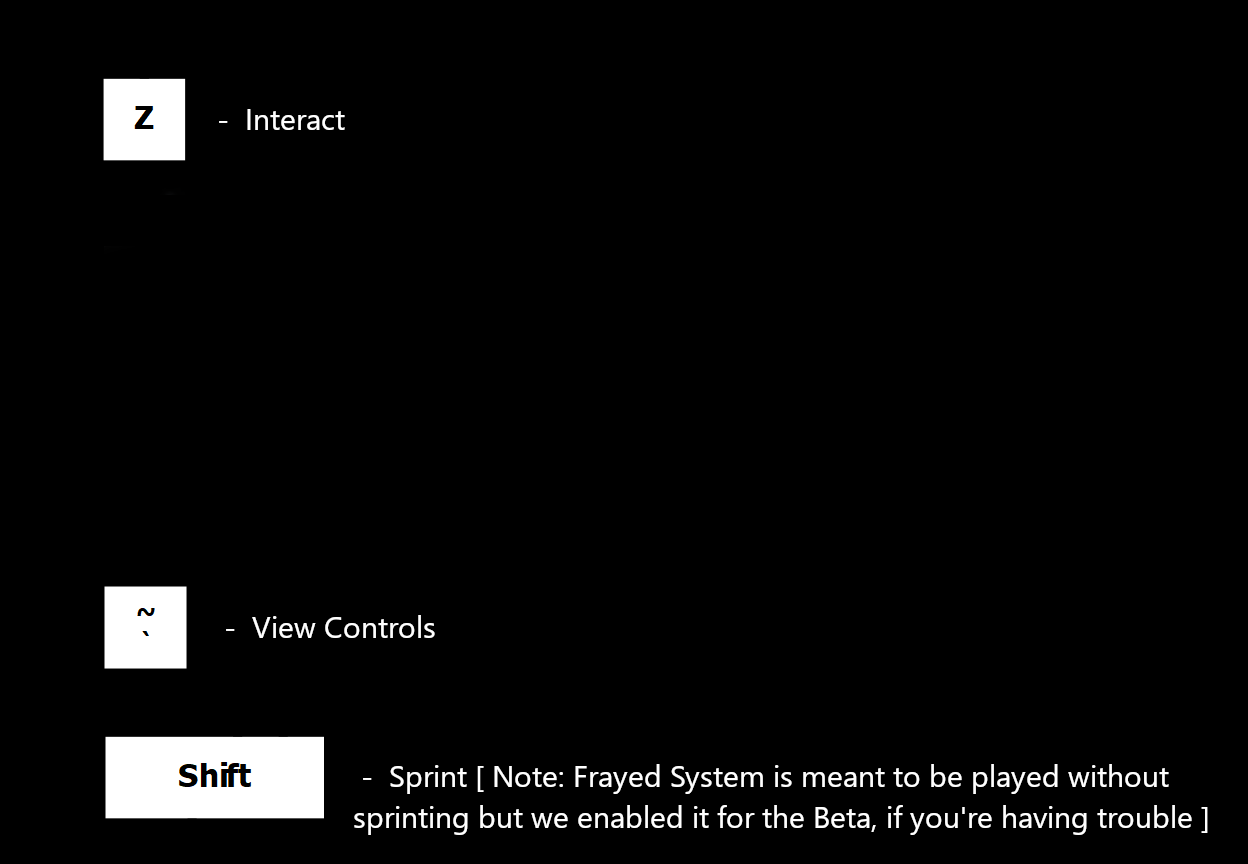 Z - Interact
~
` - View Controls
Shift - Sprint [ Note: Frayed System is meant to be played without
sprinting but we enabled it for the Beta, if you're having trouble ]